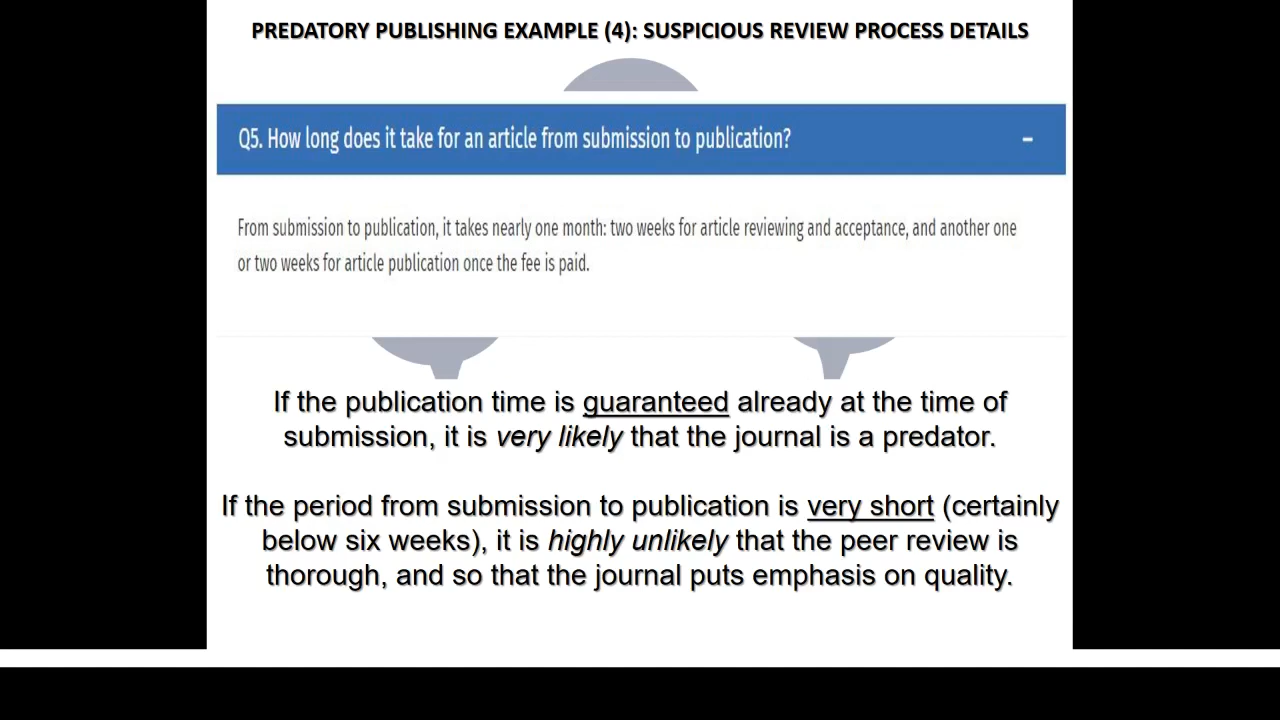 PREDATORY PUBLISHING EXAMPLE (4): SUSPICIOUS REVIEW PROCESS DETAILS
Q5. How long does it take for an article from submission to publication?
From submission to publication, it takes nearly one month: two weeks for article reviewing and acceptance, and another one
or two weeks for article publication once the fee is paid.
If the publication time is guaranteed already at the time of
submission, it is very likely that the journal is a predator.
If the period from submission to publication is very short (certainly
below six weeks), it is highly unlikely that the peer review is
thorough, and so that the journal puts emphasis on quality.